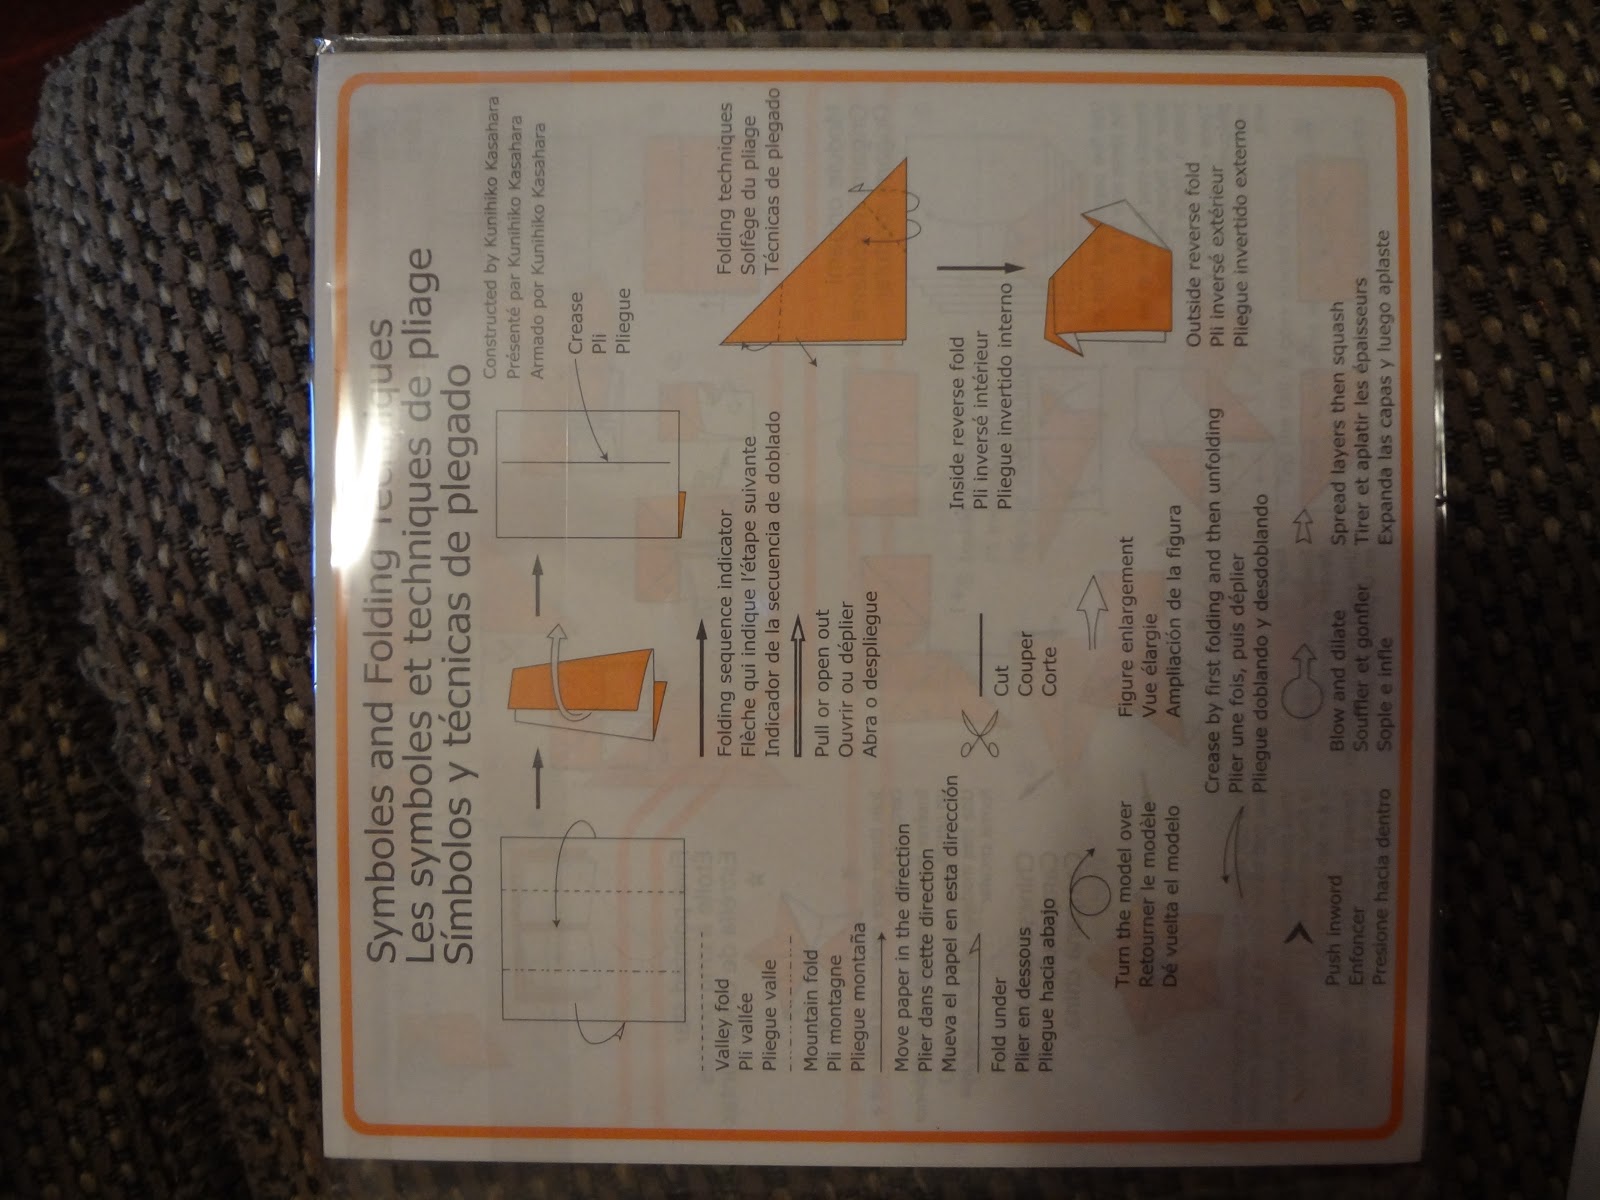 Symboles and Folding Techniques
Les symboles et techniques de pliage
Símbolos y técnicas de plegado
Constructed by Kunihiko Kasahara
Présenté par Kunihiko Kasahara
Armado por Kunihiko Kasahara
Crease
Pli
Pliegue
Valley fold
Pli vallée
Pliegue valle
Mountain fold
Pli montagne
Pliegue montaña
Move paper in the direction
Plier dans cette direction
Mueva el papel en esta dirección
Fold under
Plier en dessous
Pliegue hacia abajo
Folding sequence indicator
Flèche qui indique l'étape suivante
Indicador de la secuencia de doblado
Pull or open out
Ouvrir ou déplier
Abra o despliegue
Cut
Couper
Corte
Folding techniques
Solfège du pliage
Técnicas de plegado
Inside reverse fold
Pli inversé intérieur
Pliegue invertido interno
Outside reverse fold
Pli inversé extérieur
Pliegue invertido externo
Turn the model over
Retourner le modèle
Dé vuelta el modelo
Figure enlargement
Vue élargie
Ampliación de la figura
Crease by first folding and then unfolding
Plier une fois, puis déplier
Pliegue doblando y desdoblando
Push inword
Enfoncer
Presione hacia dentro
Blow and dilate
Souffler et gonfler
Sople e infle
Spread layers then squash
Tirer et aplatir les épaisseurs
Expanda las capas y luego aplaste